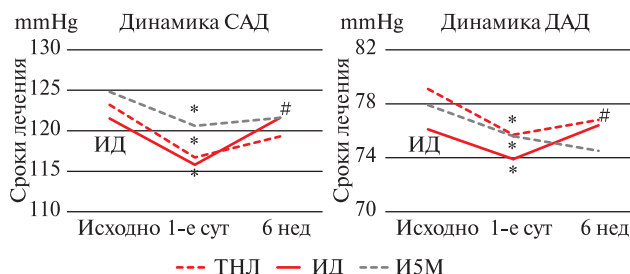 mmHg Динамика САД
130
125
120
115
110
Сроки лечения
ИД
*
*
*
#
Исходно 1-е сут 6 нед
mmHg Динамика ДАД
82
78
74
70
Сроки лечения
ИД
*
*
*
#
Исходно 1-е сут 6 нед
ТНЛ ИД И5М